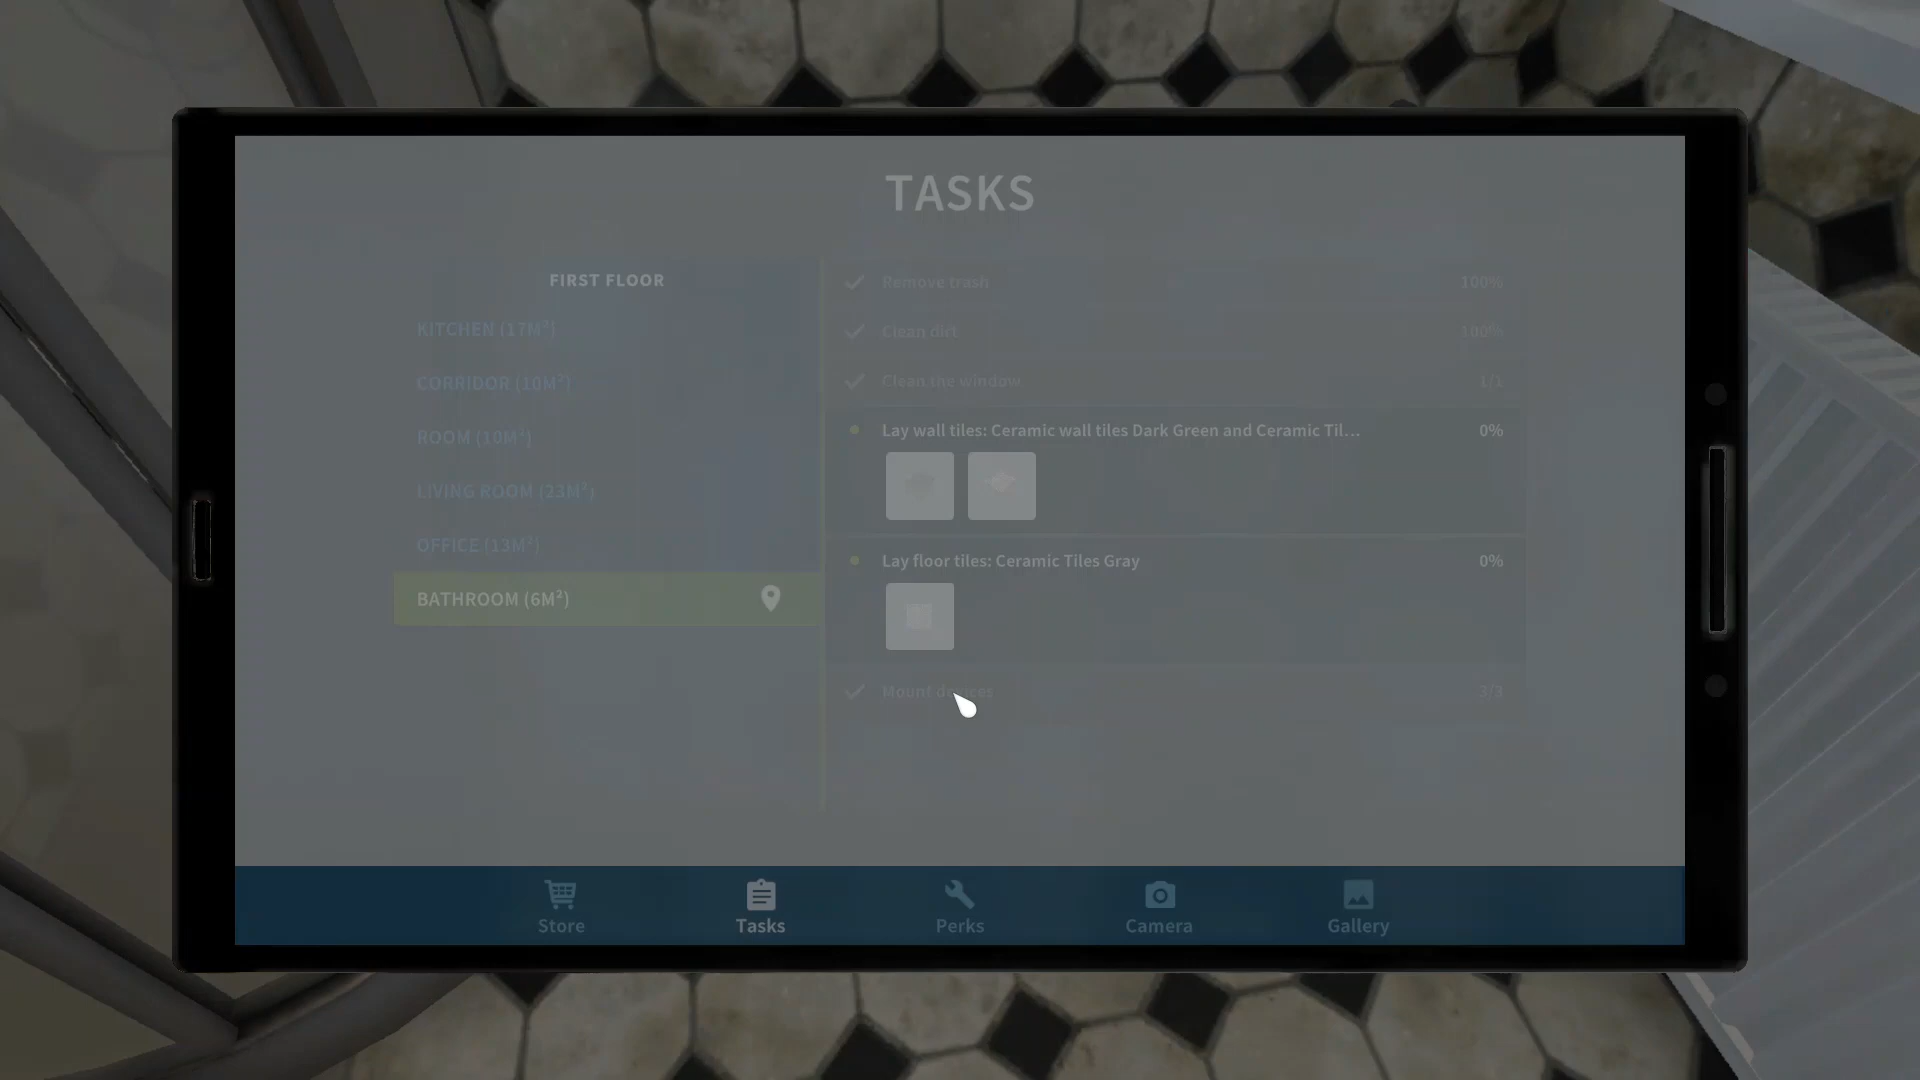 TASKS
FIRST FLOOR
KITCHEN (17M²)
CORRIDOR (10M²)
ROOM (10M²)
LIVING ROOM (23M²)
OFFICE (13M²)
BATHROOM (6M²)
Remove trash 100%
Clean dirt 100%
Clean the window 1/1
Lay wall tiles: Ceramic wall tiles Dark Green and Ceramic Til... 0%
Lay floor tiles: Ceramic Tiles Gray 0%
Mount devices 3/3
Store Tasks Perks Camera Gallery